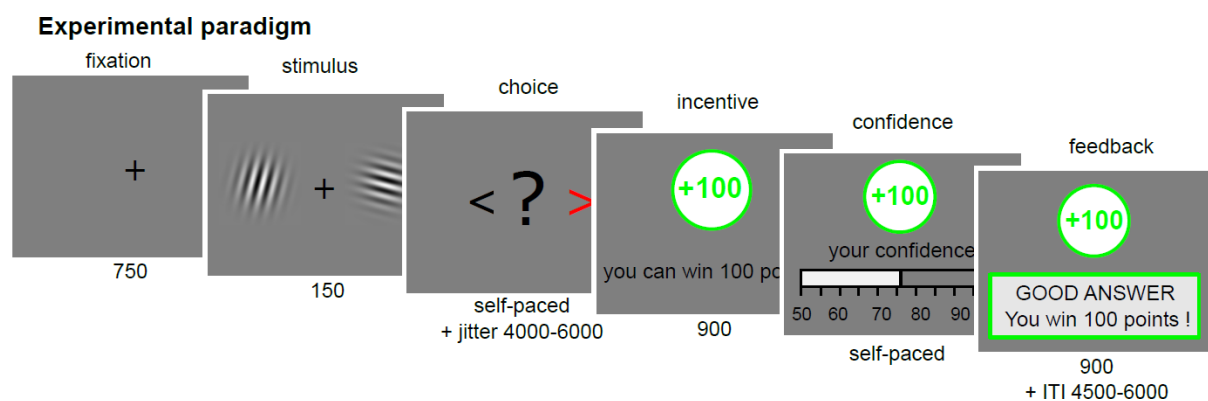 Experimental paradigm
fixation
+
750
stimulus
+
150
choice
< ? >
self-paced
+ jitter 4000-6000
incentive
+100
you can win 100 po
900
confidence
+100
your confidence
50 60 70 80 90
self-paced
feedback
+100
GOOD ANSWER
You win 100 points !
900
+ ITI 4500-6000